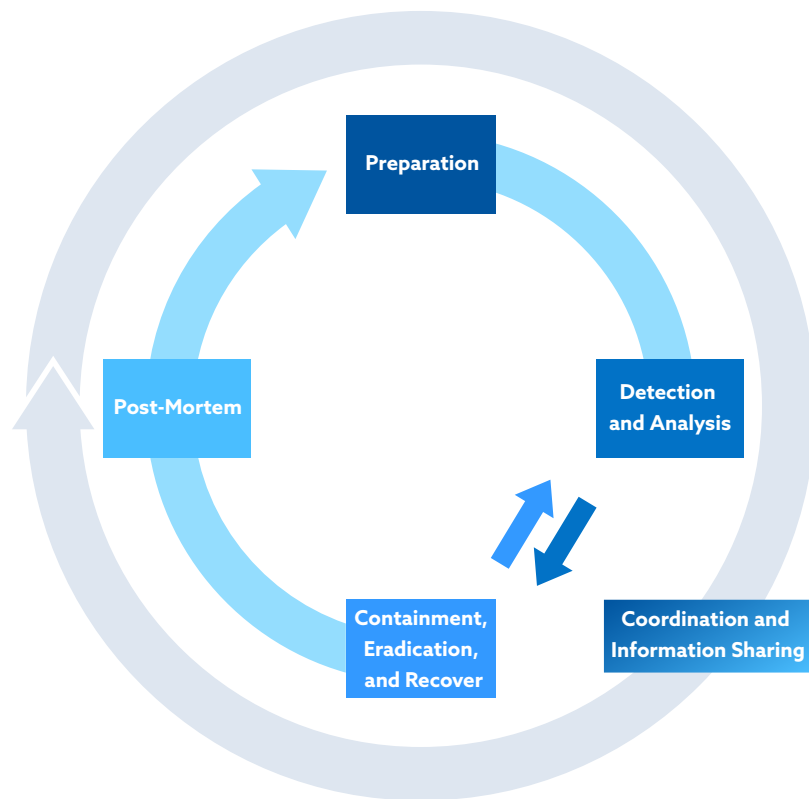 Preparation
Detection
and Analysis
Post-Mortem
Containment,
Eradication,
and Recover
Coordination and
Information Sharing